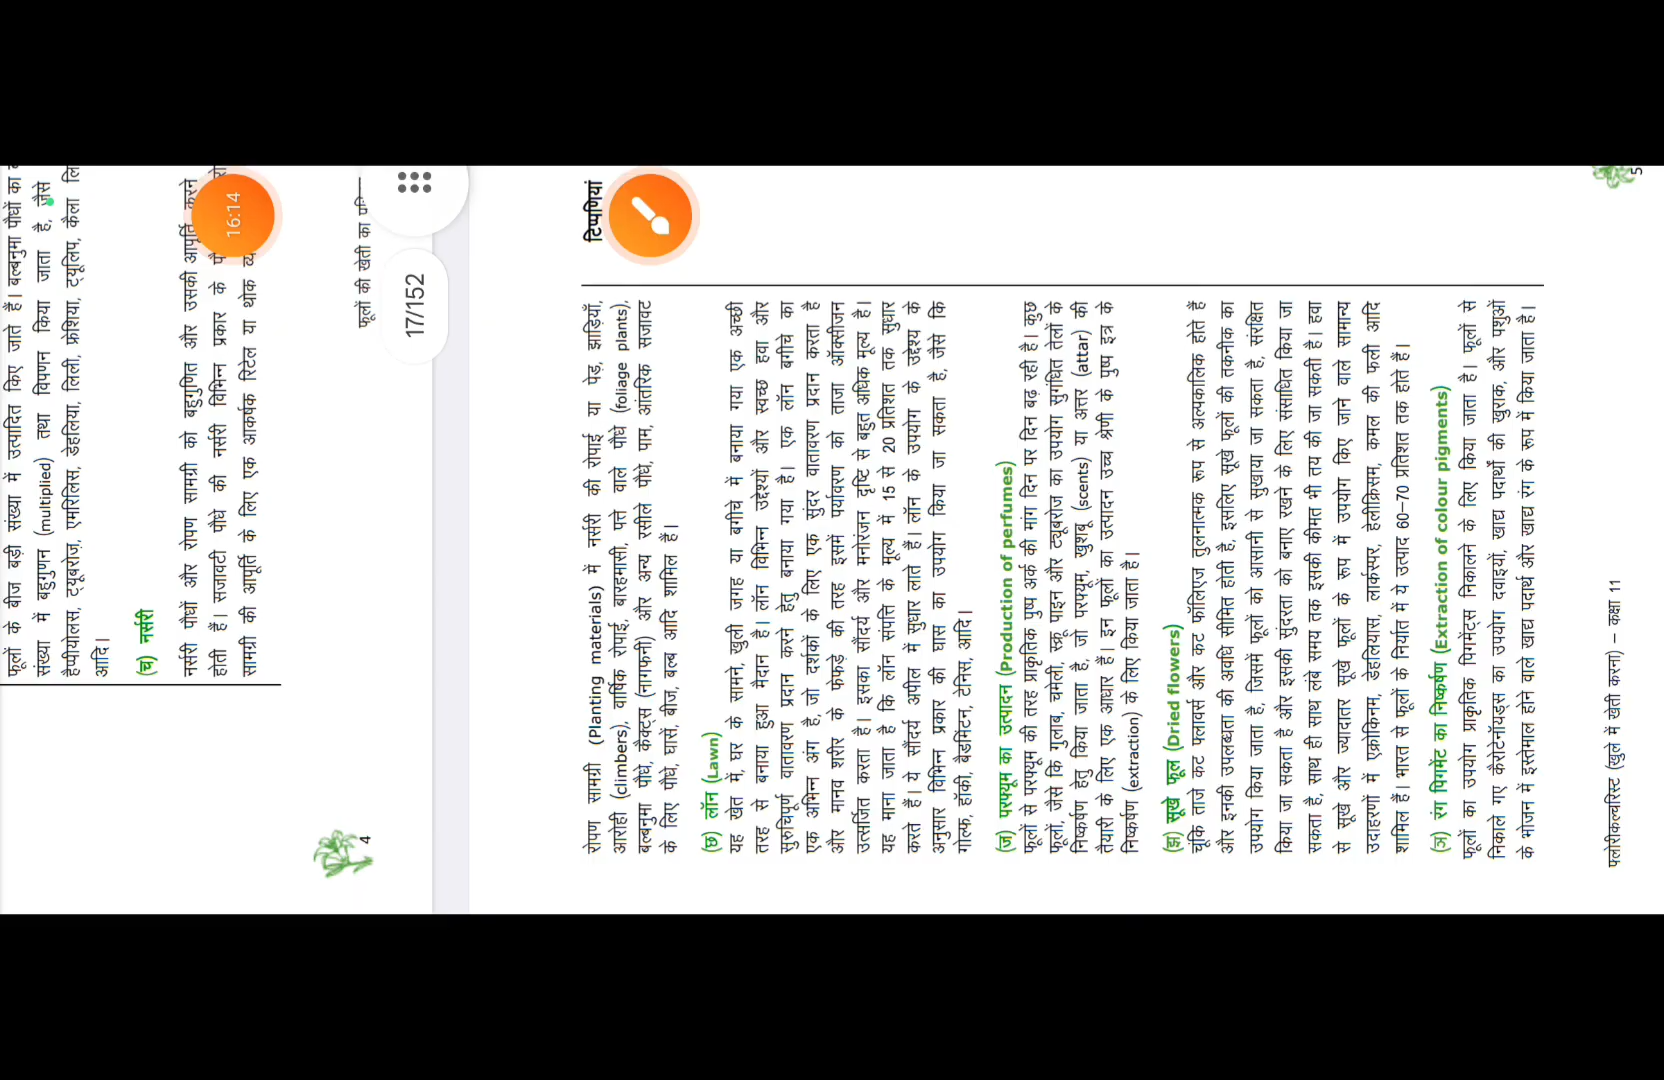 फूलों के बीज बड़ी संख्या में उत्पादित किए जाते हैं। बल्बनुमा पौधों का
संख्या में बहुगुणन (multiplied) तथा विपणन किया जाता है, जैसे
हैप्पीयोलस, ट्यूबरोज़, एमरिलिस, डेहलिया, लिली, फ्रेशिया, ट्यूलिप, कैला
आदि।
(च) नर्सरी
नर्सरी पौधों और रोपण सामग्री को बहुगुणित और उसकी आपूर्ति करने
होती हैं। सजावटी पौधे की नर्सरी विभिन्न प्रकार के
सामग्री की आपूर्ति के लिए एक आकर्षक रिटेल या थोक
16:14
4
फूलों की खेती का
17/152
टिप्पणियां
रोपण सामग्री (Planting materials) में नर्सरी की रोपाई या पेड़, झाड़ियाँ,
आरोही (climbers), वार्षिक रोपाई, बारहमासी, पत्ते वाले पौधे (foliage plants),
बल्बनुमा पौधे, कैक्ट्स (नागफनी) और अन्य रसीले पौधे, पाम, आंतरिक सजावट
के लिए पौधे, घासें, बीज, बल्ब आदि शामिल हैं।
(छ) लॉन (Lawn)
यह खेत में, घर के सामने, खुली जगह या बगीचे में बनाया गया एक अच्छी
तरह से बनाया हुआ मैदान है। लॉन विभिन्न उद्देश्यों और स्वच्छ हवा और
सुरुचिपूर्ण वातावरण प्रदान करने हेतु बनाया गया है। एक लॉन बगीचे का
एक अभिन्न अंग है, जो दर्शकों के लिए एक सुंदर वातावरण प्रदान करता है
और मानव शरीर के फेफड़े की तरह इसमें पर्यावरण को ताजा ऑक्सीजन
उत्सर्जित करता है। इसका सौंदर्य और मनोरंजन दृष्टि से बहुत अधिक मूल्य है।
यह माना जाता है कि लॉन संपत्ति के मूल्य में 15 से 20 प्रतिशत तक सुधार
करते हैं। ये सौंदर्य अपील में सुधार लाते हैं। लॉन के उपयोग के उद्देश्य के
अनुसार विभिन्न प्रकार की घास का उपयोग किया जा सकता है, जैसे कि
गोल्फ, हॉकी, बैडमिंटन, टेनिस, आदि।
(ज) परफ्यूम का उत्पादन (Production of perfumes)
फूलों से परफ्यूम की तरह प्राकृतिक पुष्प अर्क की मांग दिन पर दिन बढ़ रही है। कुछ
फूलों, जैसे कि गुलाब, चमेली, स्क्रू पाइन और ट्यूबरोज का उपयोग सुगंधित तेलों के
निष्कर्षण हेतु किया जाता है, जो परफ्यूम, खुशबू (scents) या अत्तर (attar) की
तैयारी के लिए एक आधार हैं। इन फूलों का उत्पादन उच्च श्रेणी के पुष्प इत्र के
निष्कर्षण (extraction) के लिए किया जाता है।
(झ) सूखे फूल (Dried flowers)
चूंकि ताजे कट फ्लावर्स और कट फॉलिएज तुलनात्मक रूप से अल्पकालिक होते हैं
और इनकी उपलब्धता की अवधि सीमित होती है, इसलिए सूखे फूलों की तकनीक का
उपयोग किया जाता है, जिसमें फूलों को आसानी से सुखाया जा सकता है, संरक्षित
किया जा सकता है और इसकी सुंदरता को बनाए रखने के लिए संसाधित किया जा
सकता है, साथ ही साथ लंबे समय तक इसकी कीमत भी तय की जा सकती है। हवा
से सूखे और ज्यादातर सूखे फूलों के रूप में उपयोग किए जाने वाले सामान्य
उदाहरणों में एक्रोक्लिनम, डेहलियास, लार्कस्पर, हेलीक्रिसम, कमल की फली आदि
शामिल हैं। भारत से फूलों के निर्यात में ये उत्पाद 60–70 प्रतिशत तक होते हैं।
(ञ) रंग पिगमेंट का निष्कर्षण (Extraction of colour pigments)
फूलों का उपयोग प्राकृतिक पिगमेंट्स निकालने के लिए किया जाता है। फूलों से
निकाले गए कैरोटेनॉयड्स का उपयोग दवाइयों, खाद्य पदार्थों की खुराक, और पशुओं
के भोजन में इस्तेमाल होने वाले खाद्य पदार्थ और खाद्य रंग के रूप में किया जाता है।
फ्लोरीकल्चरिस्ट (खुले में खेती करना) – कक्षा 11
5